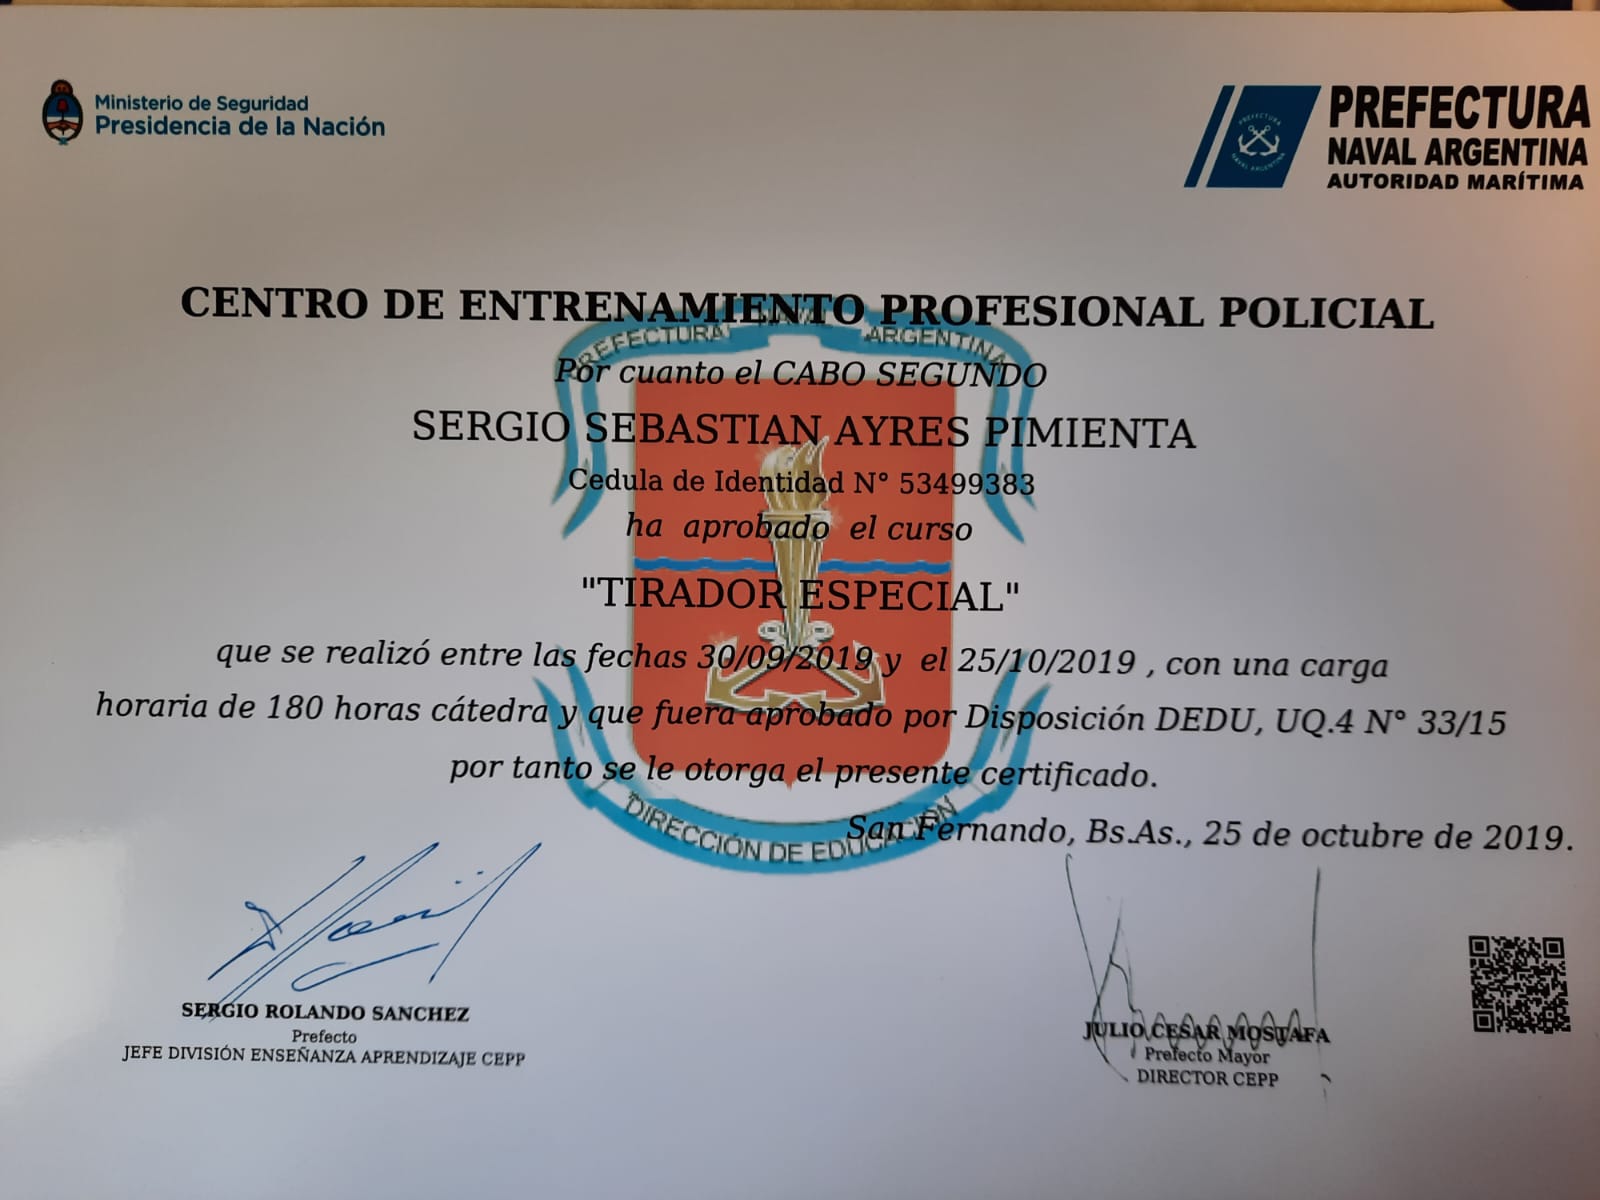 Ministerio de Seguridad
Presidencia de la Nación
PREFECTURA
NAVAL ARGENTINA
AUTORIDAD MARÍTIMA
PREFECTURA NAVAL ARGENTINA
CENTRO DE ENTRENAMIENTO PROFESIONAL POLICIAL
PREFECTURA NAVAL ARGENTINA
Por cuanto el CABO SEGUNDO
SERGIO SEBASTIAN AYRES PIMIENTA
Cedula de Identidad N° 53499383
ha aprobado el curso
"TIRADOR ESPECIAL"
que se realizó entre las fechas 30/09/2019 y el 25/10/2019 , con una carga
horaria de 180 horas cátedra y que fuera aprobado por Disposición DEDU, UQ.4 N° 33/15
por tanto se le otorga el presente certificado.
DIRECCIÓN DE EDUCACIÓN
San Fernando, Bs.As., 25 de octubre de 2019.
SERGIO ROLANDO SANCHEZ
Prefecto
JEFE DIVISIÓN ENSEÑANZA APRENDIZAJE CEPP
JULIO CESAR MOSTAFA
Prefecto Mayor
DIRECTOR CEPP